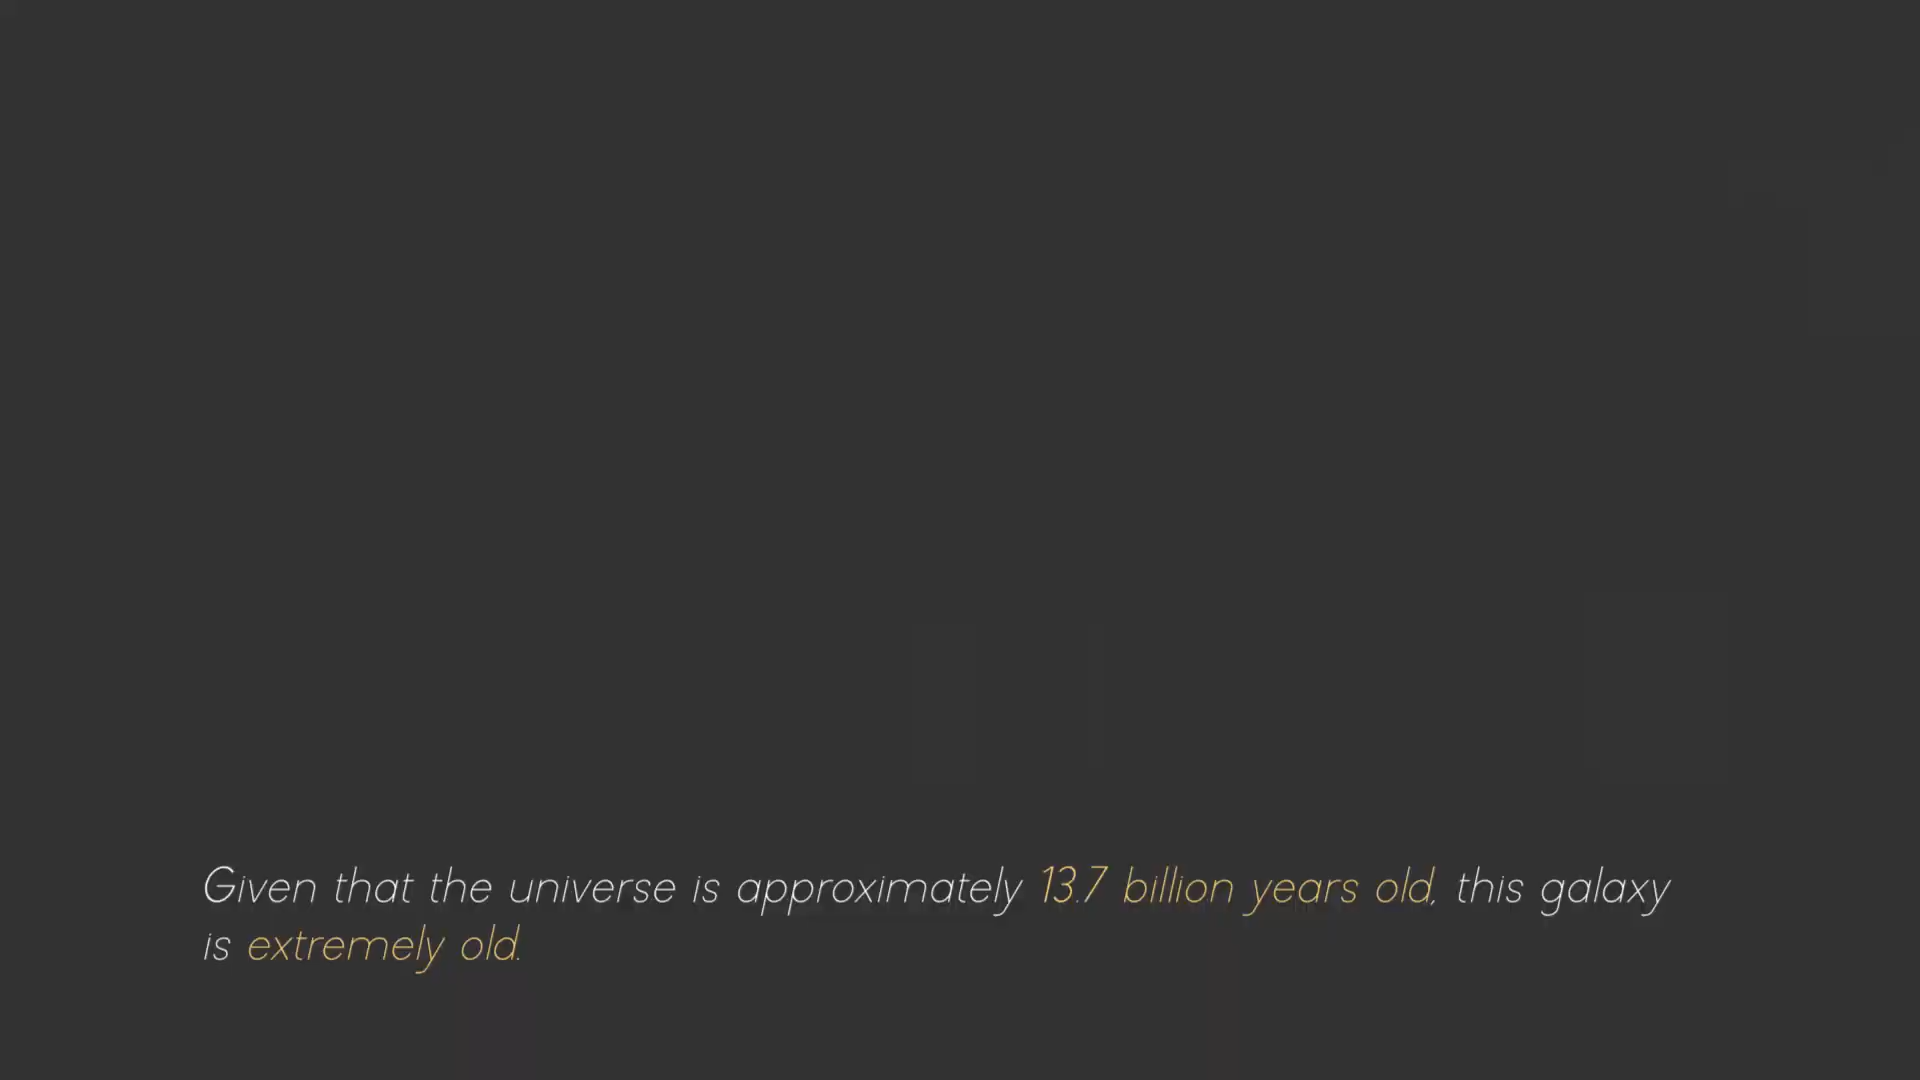 Given that the universe is approximately 13.7 billion years old, this galaxy
is extremely old.